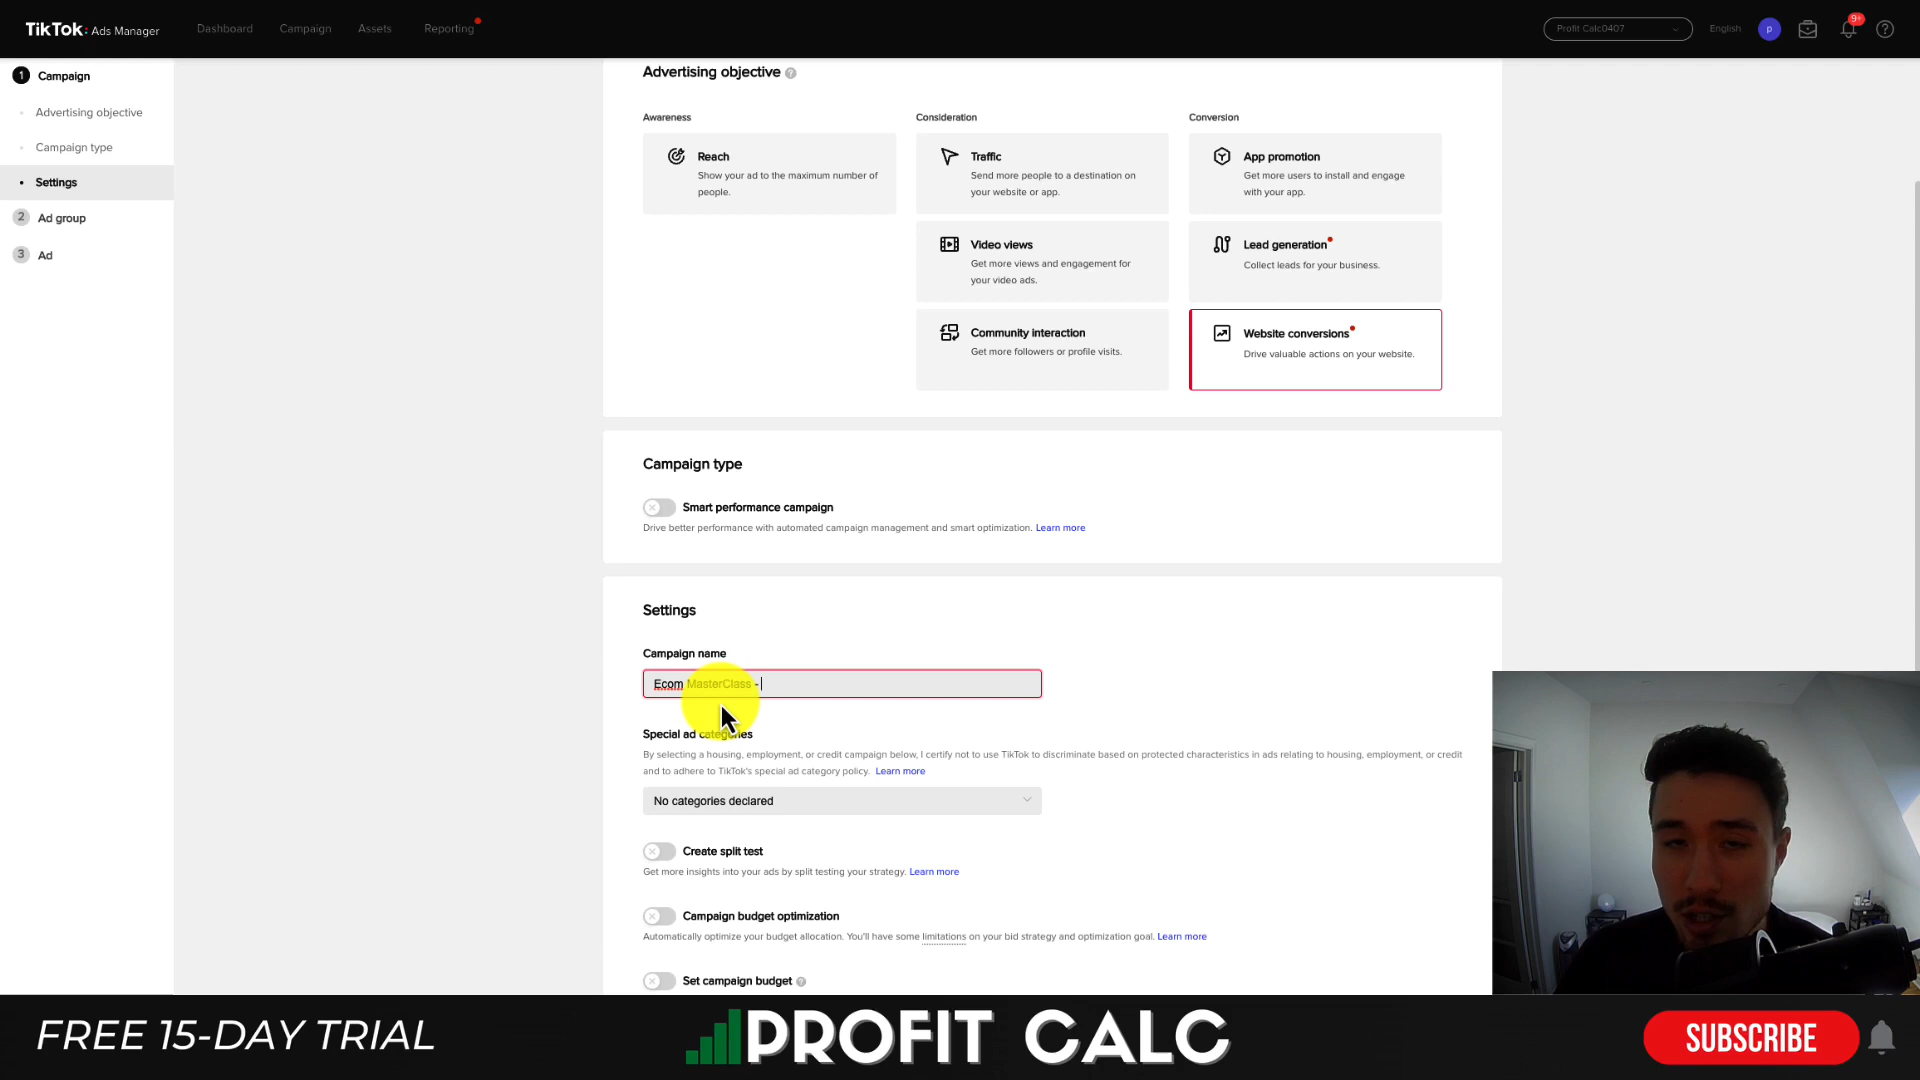 TikTok: Ads Manager
Dashboard
Campaign
Assets
Reporting
Profit Calc0407
English
p
9+
?
1 Campaign
Advertising objective
Campaign type
Settings
2 Ad group
3 Ad
Advertising objective ?
Awareness
Consideration
Conversion
Reach
Show your ad to the maximum number of
people.
Traffic
Send more people to a destination on
your website or app.
App promotion
Get more users to install and engage
with your app.
Video views
Get more views and engagement for
your video ads.
Lead generation
Collect leads for your business.
Community interaction
Get more followers or profile visits.
Website conversions
Drive valuable actions on your website.
Campaign type
Smart performance campaign
Drive better performance with automated campaign management and smart optimization. Learn more
Settings
Campaign name
Ecom MasterClass -
Special ad categories
By selecting a housing, employment, or credit campaign below, I certify not to use TikTok to discriminate based on protected characteristics in ads relating to housing, employment, or credit
and to adhere to TikTok's special ad category policy. Learn more
No categories declared
Create split test
Get more insights into your ads by split testing your strategy. Learn more
Campaign budget optimization
Automatically optimize your budget allocation. You'll have some limitations on your bid strategy and optimization goal. Learn more
Set campaign budget ?
FREE 15-DAY TRIAL
PROFIT CALC
SUBSCRIBE